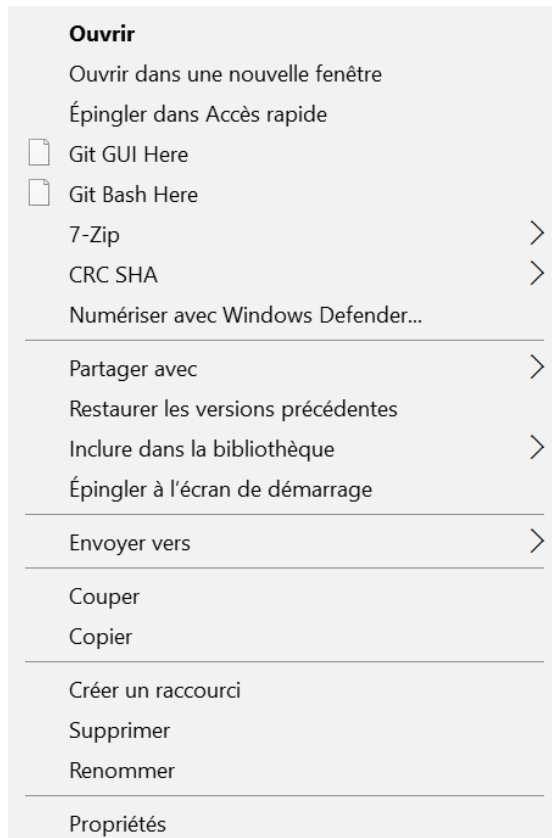 Ouvrir
Ouvrir dans une nouvelle fenêtre
Épingler dans Accès rapide
Git GUI Here
Git Bash Here
7-Zip
CRC SHA
Numériser avec Windows Defender...
Partager avec
Restaurer les versions précédentes
Inclure dans la bibliothèque
Épingler à l’écran de démarrage
Envoyer vers
Couper
Copier
Créer un raccourci
Supprimer
Renommer
Propriétés